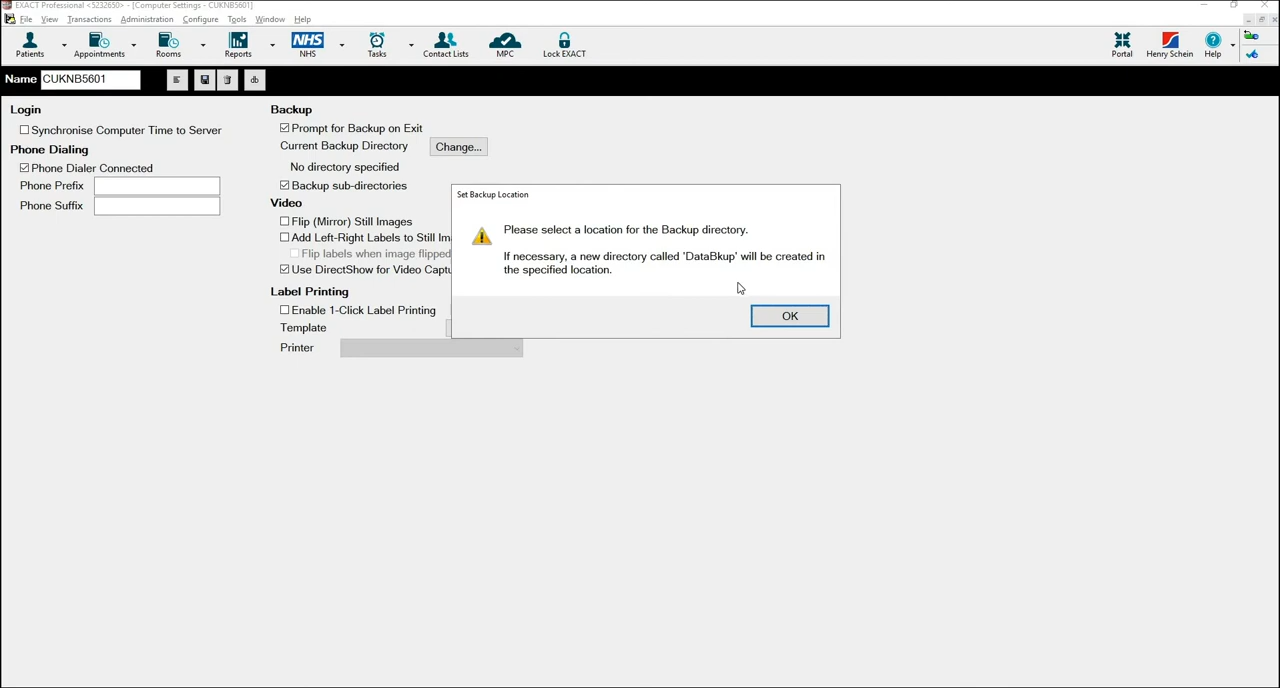 EXACT Professional <5232650> - [Computer Settings - CUKNB5601]
File View Transactions Administration Configure Tools Window Help
NHS
Patients Appointments Rooms Reports NHS Tasks Contact Lists MPC Lock EXACT Portal Henry Schein Help
Name CUKNB5601 db
Login
Synchronise Computer Time to Server
Phone Dialing
Phone Dialer Connected
Phone Prefix
Phone Suffix
Backup
Prompt for Backup on Exit
Current Backup Directory Change...
No directory specified
Backup sub-directories
Video
Flip (Mirror) Still Images
Add Left-Right Labels to Still Im
Flip labels when image flipped
Use DirectShow for Video Captu
Label Printing
Enable 1-Click Label Printing
Template
Printer
Set Backup Location
Please select a location for the Backup directory.
If necessary, a new directory called 'DataBkup' will be created in
the specified location.
OK